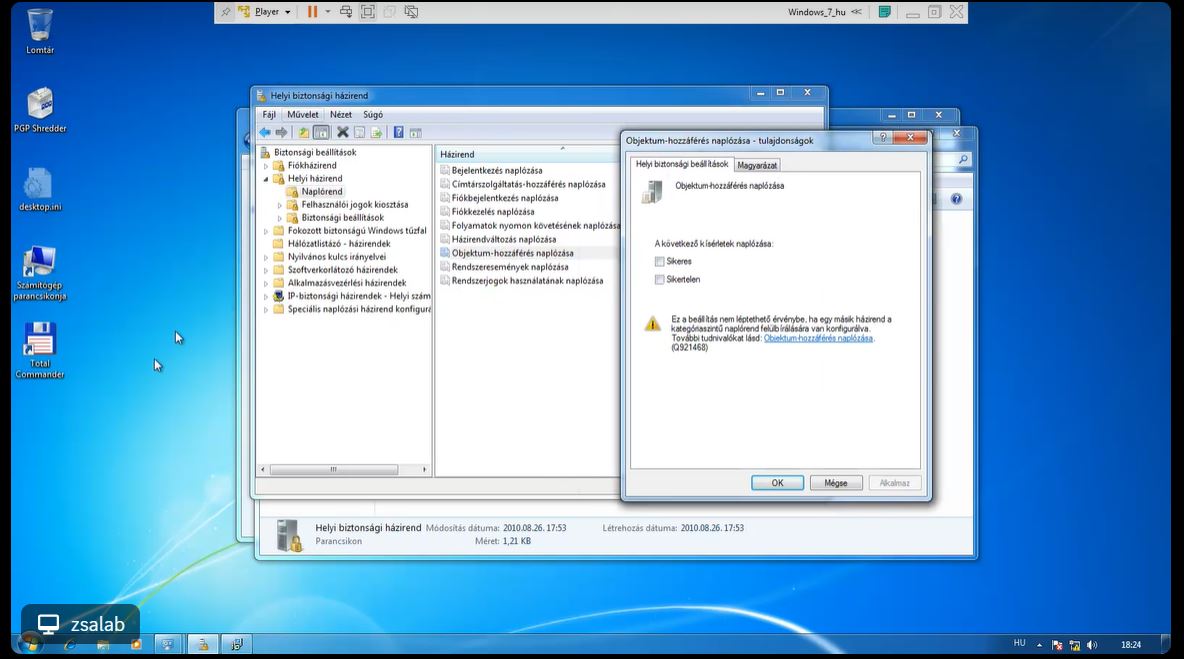 Player
Windows_7_hu
Lomtár
PGP Shredder
desktop.ini
Számítógép
parancsikonja
Total
Commander
Helyi biztonsági házirend
Fájl Művelet Nézet Súgó
Biztonsági beállítások
Fiókházirend
Helyi házirend
Naplórend
Felhasználói jogok kiosztása
Biztonsági beállítások
Fokozott biztonságú Windows tűzfal
Hálózatlistázó - házirendek
Nyilvános kulcs irányelvei
Szoftverkorlátozó házirendek
Alkalmazásvezérlési házirendek
IP-biztonsági házirendek - Helyi szám
Speciális naplózási házirend konfigurá
Házirend
Bejelentkezés naplózása
Címtárszolgáltatás-hozzáférés naplózása
Fiókbejelentkezés naplózása
Fiókkezelés naplózása
Folyamatok nyomon követésének naplózása
Házirendváltozás naplózása
Objektum-hozzáférés naplózása
Rendszeresemények naplózása
Rendszerjogok használatának naplózása
Objektum-hozzáférés naplózása - tulajdonságok
Helyi biztonsági beállítások Magyarázat
Objektum-hozzáférés naplózása
A következő kísérletek naplózása:
Sikeres
Sikertelen
Ez a beállítás nem léptethető érvénybe, ha egy másik házirend a
kategóriaszintű naplórend felülbírálására van konfigurálva.
További tudnivalókat lásd: Objektum-hozzáférés naplózása.
(Q921468)
OK Mégse Alkalmaz
Helyi biztonsági házirend Módosítás dátuma: 2010.08.26. 17:53 Létrehozás dátuma: 2010.08.26. 17:53
Parancsikon Méret: 1,21 KB
zsalab
HU 18:24